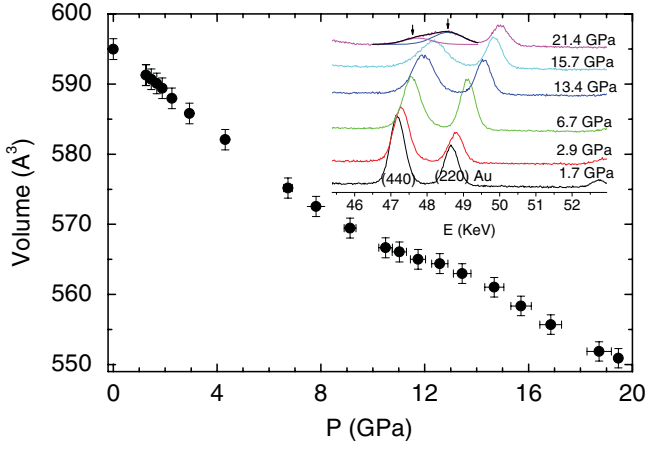 600
590
580
570
560
550
Volume (Å³)
0
4
8
12
16
20
P (GPa)
21.4 GPa
15.7 GPa
13.4 GPa
6.7 GPa
2.9 GPa
1.7 GPa
(440)
(220) Au
46
47
48
49
50
51
52
E (KeV)